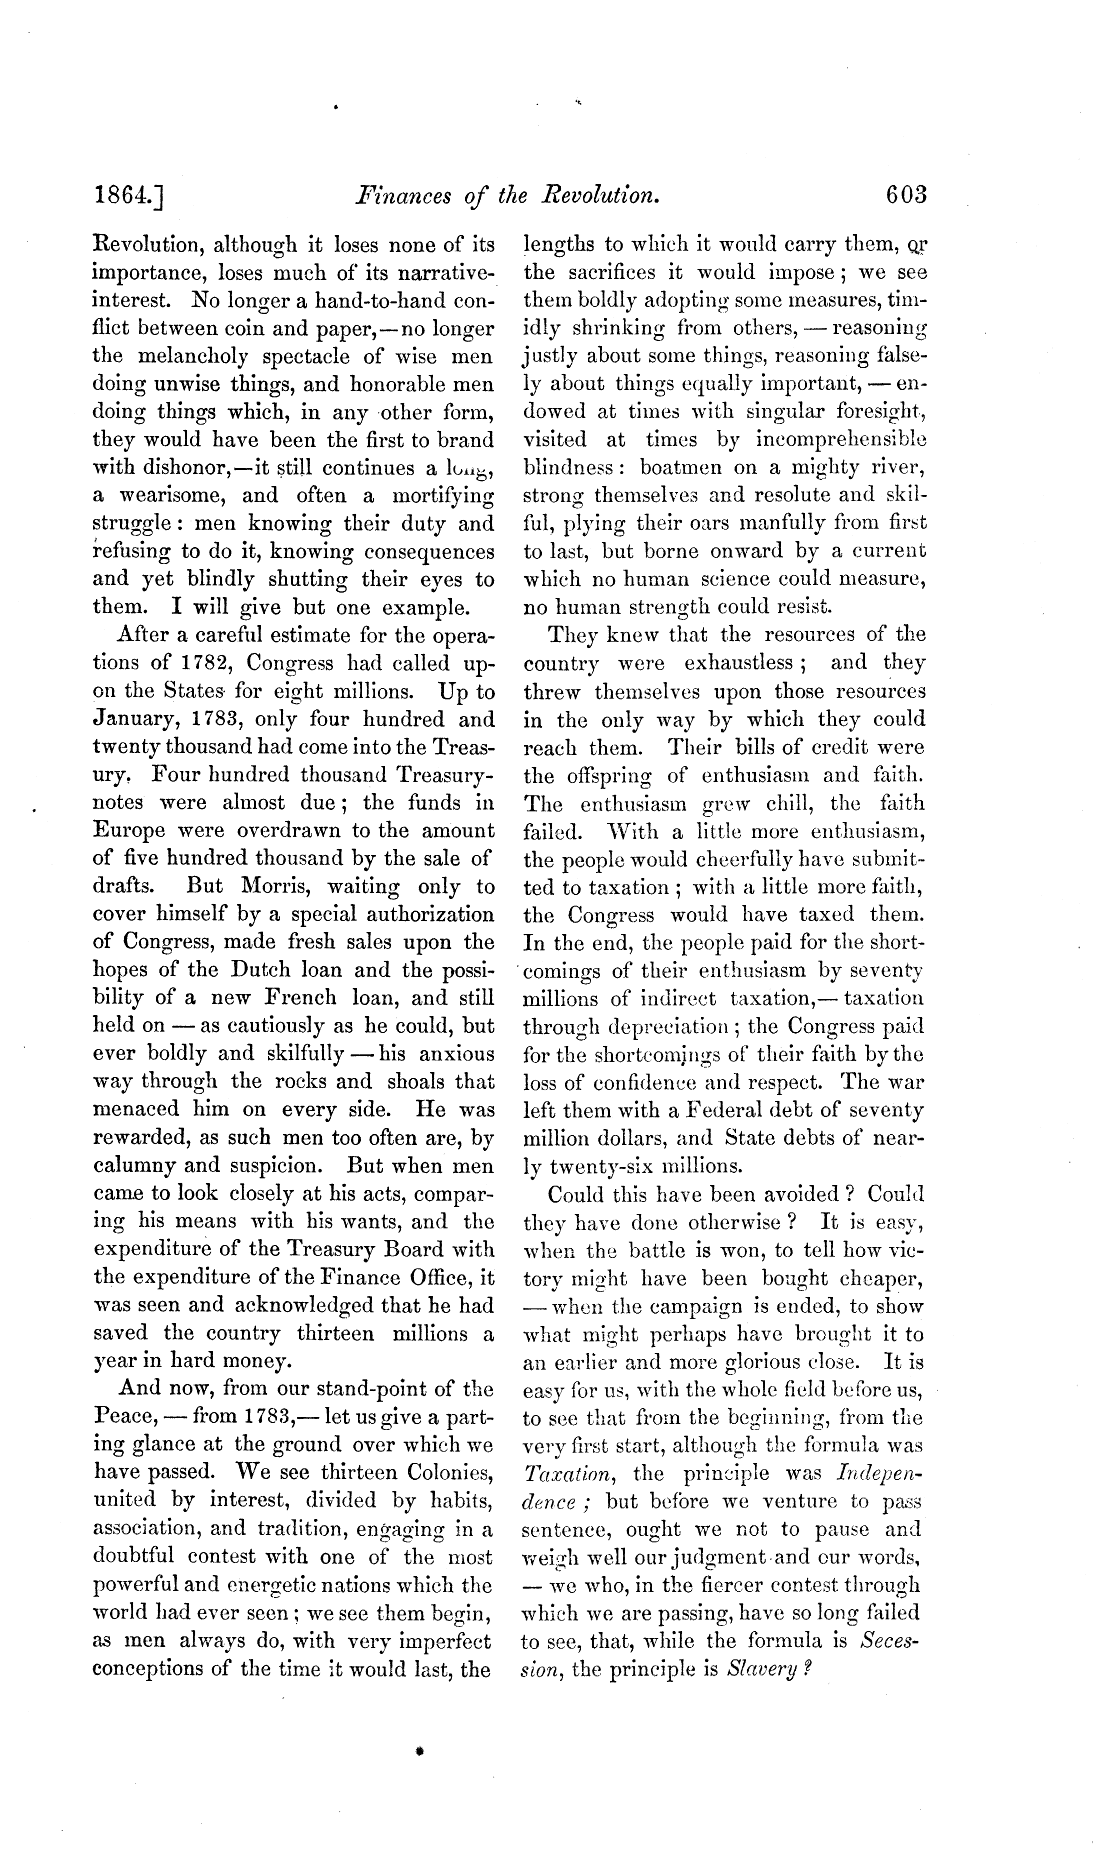 1864.] Finances of the Revolution. 603
Revolution, although it loses none of its
importance, loses much of its narrative-
interest. No longer a hand-to-hand con-
flict between coin and paper,—no longer
the melancholy spectacle of wise men
doing unwise things, and honorable men
doing things which, in any other form,
they would have been the first to brand
with dishonor,—it still continues a long,
a wearisome, and often a mortifying
struggle: men knowing their duty and
refusing to do it, knowing consequences
and yet blindly shutting their eyes to
them. I will give but one example.
After a careful estimate for the opera-
tions of 1782, Congress had called up-
on the States for eight millions. Up to
January, 1783, only four hundred and
twenty thousand had come into the Treas-
ury. Four hundred thousand Treasury-
notes were almost due; the funds in
Europe were overdrawn to the amount
of five hundred thousand by the sale of
drafts. But Morris, waiting only to
cover himself by a special authorization
of Congress, made fresh sales upon the
hopes of the Dutch loan and the possi-
bility of a new French loan, and still
held on — as cautiously as he could, but
ever boldly and skilfully — his anxious
way through the rocks and shoals that
menaced him on every side. He was
rewarded, as such men too often are, by
calumny and suspicion. But when men
came to look closely at his acts, compar-
ing his means with his wants, and the
expenditure of the Treasury Board with
the expenditure of the Finance Office, it
was seen and acknowledged that he had
saved the country thirteen millions a
year in hard money.
And now, from our stand-point of the
Peace, — from 1783,— let us give a part-
ing glance at the ground over which we
have passed. We see thirteen Colonies,
united by interest, divided by habits,
association, and tradition, engaging in a
doubtful contest with one of the most
powerful and energetic nations which the
world had ever seen; we see them begin,
as men always do, with very imperfect
conceptions of the time it would last, the
lengths to which it would carry them, or
the sacrifices it would impose; we see
them boldly adopting some measures, tim-
idly shrinking from others, — reasoning
justly about some things, reasoning false-
ly about things equally important, — en-
dowed at times with singular foresight,
visited at times by incomprehensible
blindness: boatmen on a mighty river,
strong themselves and resolute and skil-
ful, plying their oars manfully from first
to last, but borne onward by a current
which no human science could measure,
no human strength could resist.
They knew that the resources of the
country were exhaustless; and they
threw themselves upon those resources
in the only way by which they could
reach them. Their bills of credit were
the offspring of enthusiasm and faith.
The enthusiasm grew chill, the faith
failed. With a little more enthusiasm,
the people would cheerfully have submit-
ted to taxation; with a little more faith,
the Congress would have taxed them.
In the end, the people paid for the short-
comings of their enthusiasm by seventy
millions of indirect taxation,— taxation
through depreciation; the Congress paid
for the shortcomings of their faith by the
loss of confidence and respect. The war
left them with a Federal debt of seventy
million dollars, and State debts of near-
ly twenty-six millions.
Could this have been avoided? Could
they have done otherwise? It is easy,
when the battle is won, to tell how vic-
tory might have been bought cheaper,
— when the campaign is ended, to show
what might perhaps have brought it to
an earlier and more glorious close. It is
easy for us, with the whole field before us,
to see that from the beginning, from the
very first start, although the formula was
Taxation, the principle was Indepen-
dence; but before we venture to pass
sentence, ought we not to pause and
weigh well our judgment and our words,
— we who, in the fiercer contest through
which we are passing, have so long failed
to see, that, while the formula is Seces-
sion, the principle is Slavery?